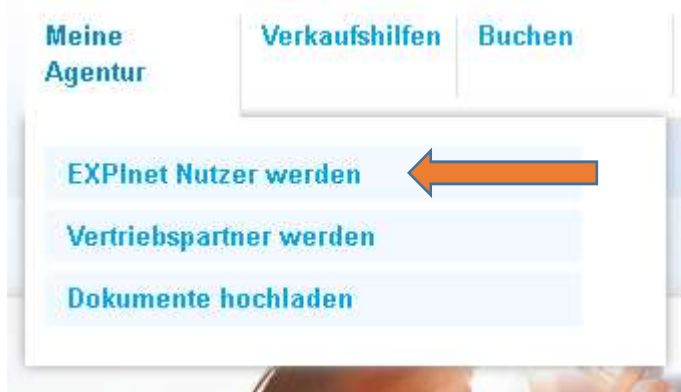 Meine Verkaufshilfen Buchen
Agentur
EXPInet Nutzer werden
Vertriebspartner werden
Dokumente hochladen